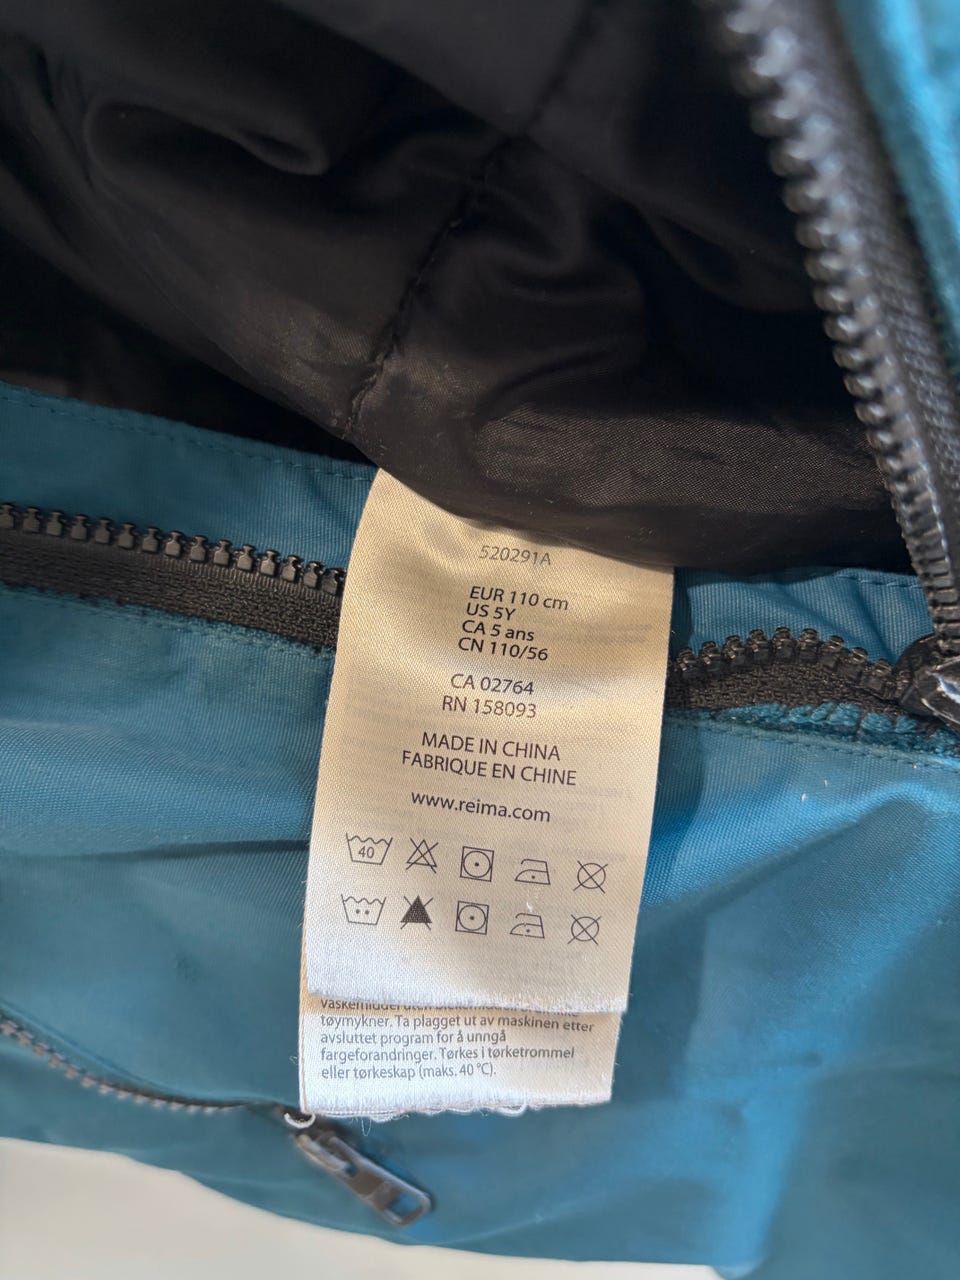 520291A
EUR 110 cm
US 5Y
CA 5 ans
CN 110/56
CA 02764
RN 158093
MADE IN CHINA
FABRIQUE EN CHINE
www.reima.com
40
tøymykner. Ta plagget ut av maskinen etter
avsluttet program for å unngå
fargeforandringer. Tørkes i tørketrommel
eller tørkeskap (maks. 40 °C).